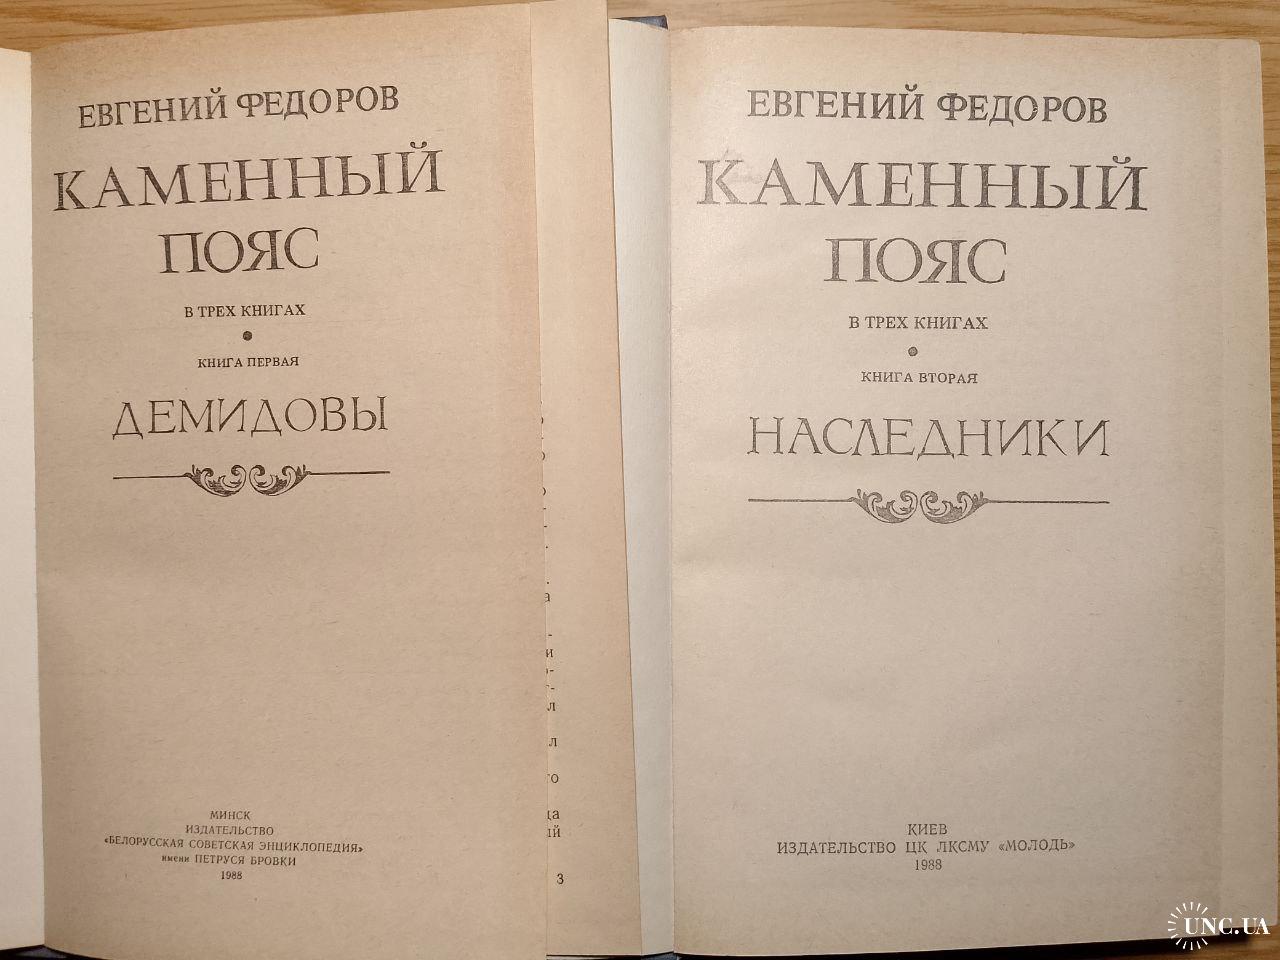 ЕВГЕНИЙ ФЕДОРОВ
КАМЕННЫЙ
ПОЯС
В ТРЕХ КНИГАХ
КНИГА ПЕРВАЯ
ДЕМИДОВЫ
МИНСК
ИЗДАТЕЛЬСТВО
«БЕЛОРУССКАЯ СОВЕТСКАЯ ЭНЦИКЛОПЕДИЯ»
имени ПЕТРУСЯ БРОВКИ
1988
3
ЕВГЕНИЙ ФЕДОРОВ
КАМЕННЫЙ
ПОЯС
В ТРЕХ КНИГАХ
КНИГА ВТОРАЯ
НАСЛЕДНИКИ
КИЕВ
ИЗДАТЕЛЬСТВО ЦК ЛКСМУ «МОЛОДЬ»
1988
UNC.UA